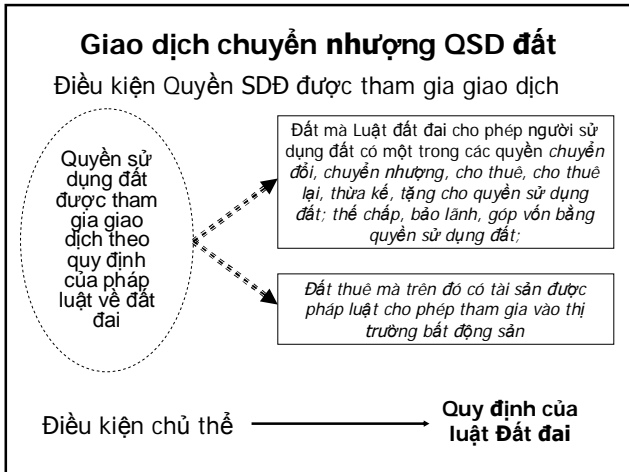 Giao dịch chuyển nhượng QSD đất
Điều kiện Quyền SDĐ được tham gia giao dịch
Quyền sử
dụng đất
được tham
gia giao
dịch theo
quy định
của pháp
luật về đất
đai
Đất mà Luật đất đai cho phép người sử
dụng đất có một trong các quyền chuyển
đổi, chuyển nhượng, cho thuê, cho thuê
lại, thừa kế, tặng cho quyền sử dụng
đất; thế chấp, bảo lãnh, góp vốn bằng
quyền sử dụng đất;
Đất thuê mà trên đó có tài sản được
pháp luật cho phép tham gia vào thị
trường bất động sản
Điều kiện chủ thể
Quy định của
luật Đất đai